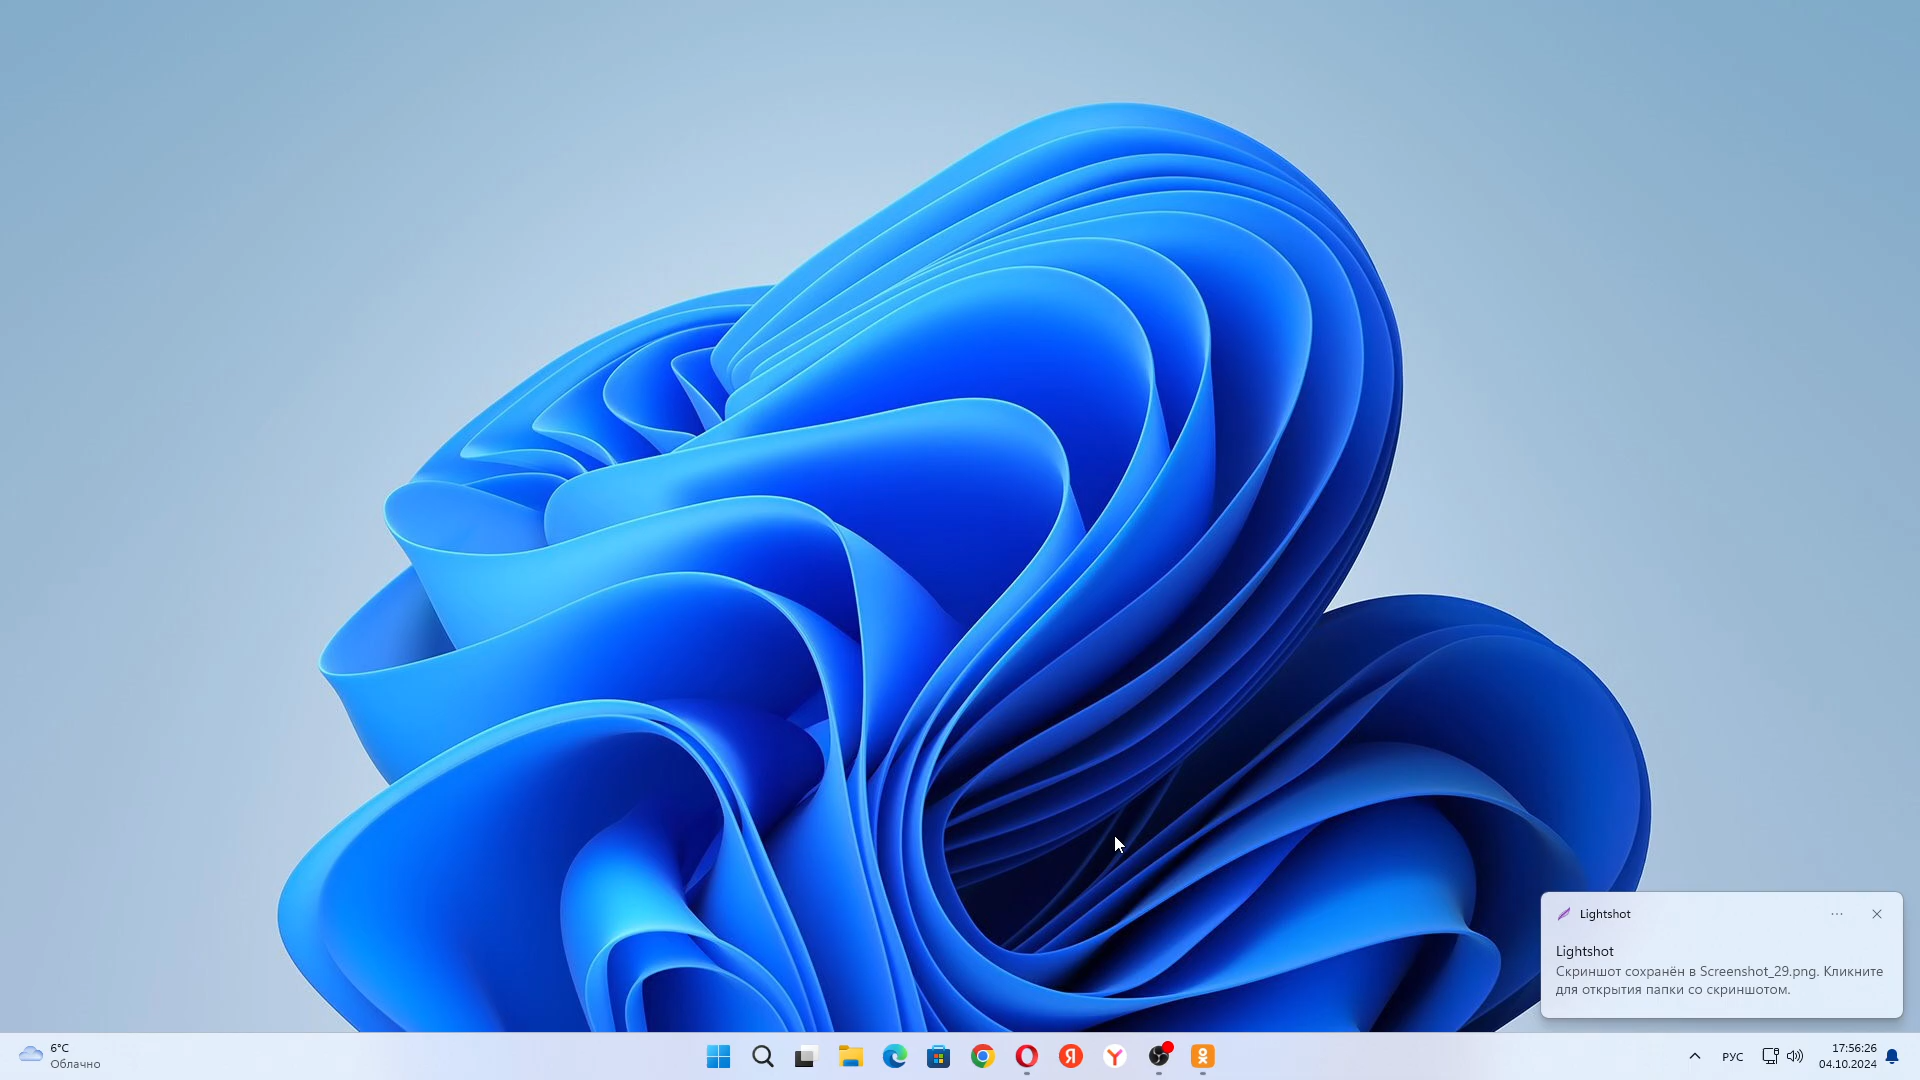 Lightshot
Lightshot
Скриншот сохранён в Screenshot_29.png. Кликните
для открытия папки со скриншотом.
6°C
Облачно
РУС
17:56:26
04.10.2024